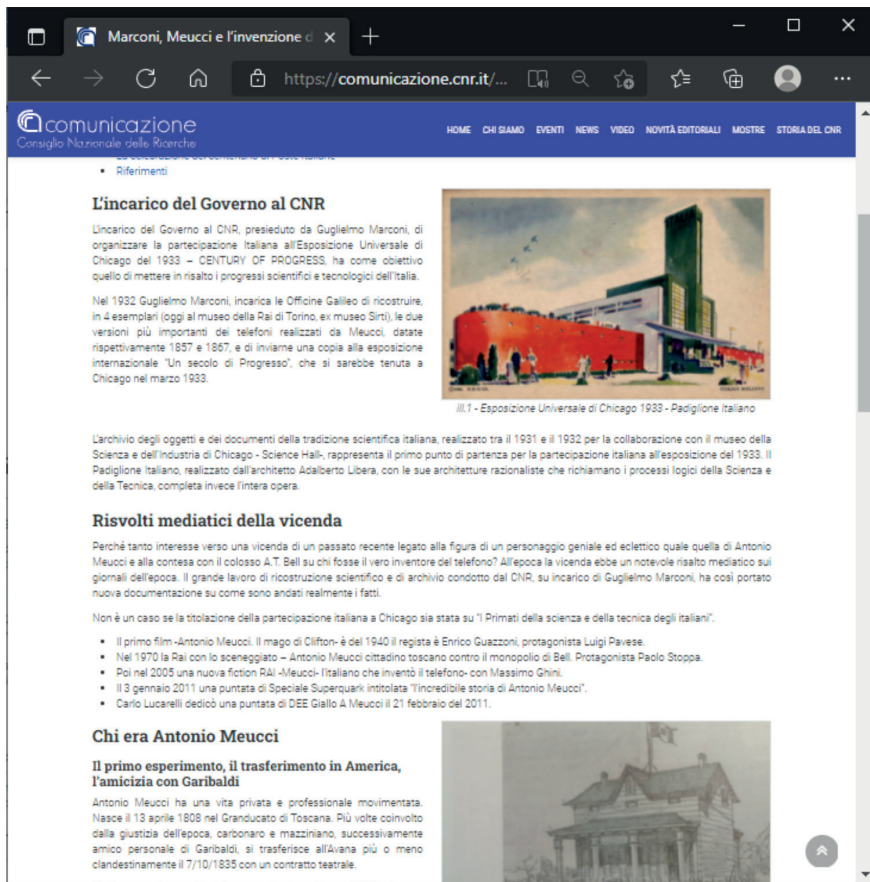 Marconi, Meucci e l'invenzione d
https://comunicazione.cnr.it/...
comunicazione
Consiglio Nazionale delle Ricerche
HOME CHI SIAMO EVENTI NEWS VIDEO NOVITÀ EDITORIALI MOSTRE STORIA DEL CNR
Riferimenti
L'incarico del Governo al CNR
L'incarico del Governo al CNR, presieduto da Guglielmo Marconi, di
organizzare la partecipazione Italiana all'Esposizione Universale di
Chicago del 1933 – CENTURY OF PROGRESS, ha come obiettivo
quello di mettere in risalto i progressi scientifici e tecnologici dell'Italia.
Nel 1932 Guglielmo Marconi, incarica le Officine Galileo di ricostruire,
in 4 esemplari (oggi al museo della Rai di Torino, ex museo Sirti), le due
versioni più importanti dei telefoni realizzati da Meucci, datate
rispettivamente 1857 e 1867, e di inviarne una copia alla esposizione
internazionale "Un secolo di Progresso", che si sarebbe tenuta a
Chicago nel marzo 1933.
ill.1 - Esposizione Universale di Chicago 1933 - Padiglione Italiano
L'archivio degli oggetti e dei documenti della tradizione scientifica italiana, realizzato tra il 1931 e il 1932 per la collaborazione con il museo della
Scienza e dell'Industria di Chicago - Science Hall-, rappresenta il primo punto di partenza per la partecipazione italiana all'esposizione del 1933. Il
Padiglione Italiano, realizzato dall'architetto Adalberto Libera, con le sue architetture razionaliste che richiamano i processi logici della Scienza e
della Tecnica, completa invece l'intera opera.
Risvolti mediatici della vicenda
Perché tanto interesse verso una vicenda di un passato recente legato alla figura di un personaggio geniale ed eclettico quale quella di Antonio
Meucci e alla contesa con il colosso A.T. Bell su chi fosse il vero inventore del telefono? All'epoca la vicenda ebbe un notevole risalto mediatico sui
giornali dell'epoca. Il grande lavoro di ricostruzione scientifico e di archivio condotto dal CNR, su incarico di Guglielmo Marconi, ha così portato
nuova documentazione su come sono andati realmente i fatti.
Non è un caso se la titolazione della partecipazione italiana a Chicago sia stata su "I Primati della scienza e della tecnica degli italiani".
Il primo film -Antonio Meucci. Il mago di Clifton- è del 1940 il regista è Enrico Guazzoni, protagonista Luigi Pavese.
Nel 1970 la Rai con lo sceneggiato – Antonio Meucci cittadino toscano contro il monopolio di Bell. Protagonista Paolo Stoppa.
Poi nel 2005 una nuova fiction RAI -Meucci- l'italiano che inventò il telefono- con Massimo Ghini.
Il 3 gennaio 2011 una puntata di Speciale Superquark intitolata "l'incredibile storia di Antonio Meucci".
Carlo Lucarelli dedicò una puntata di DEE Giallo A Meucci il 21 febbraio del 2011.
Chi era Antonio Meucci
Il primo esperimento, il trasferimento in America,
l'amicizia con Garibaldi
Antonio Meucci ha una vita privata e professionale movimentata.
Nasce il 13 aprile 1808 nel Granducato di Toscana. Più volte coinvolto
dalla giustizia dell'epoca, carbonaro e mazziniano, successivamente
amico personale di Garibaldi, si trasferisce all'Avana più o meno
clandestinamente il 7/10/1835 con un contratto teatrale.